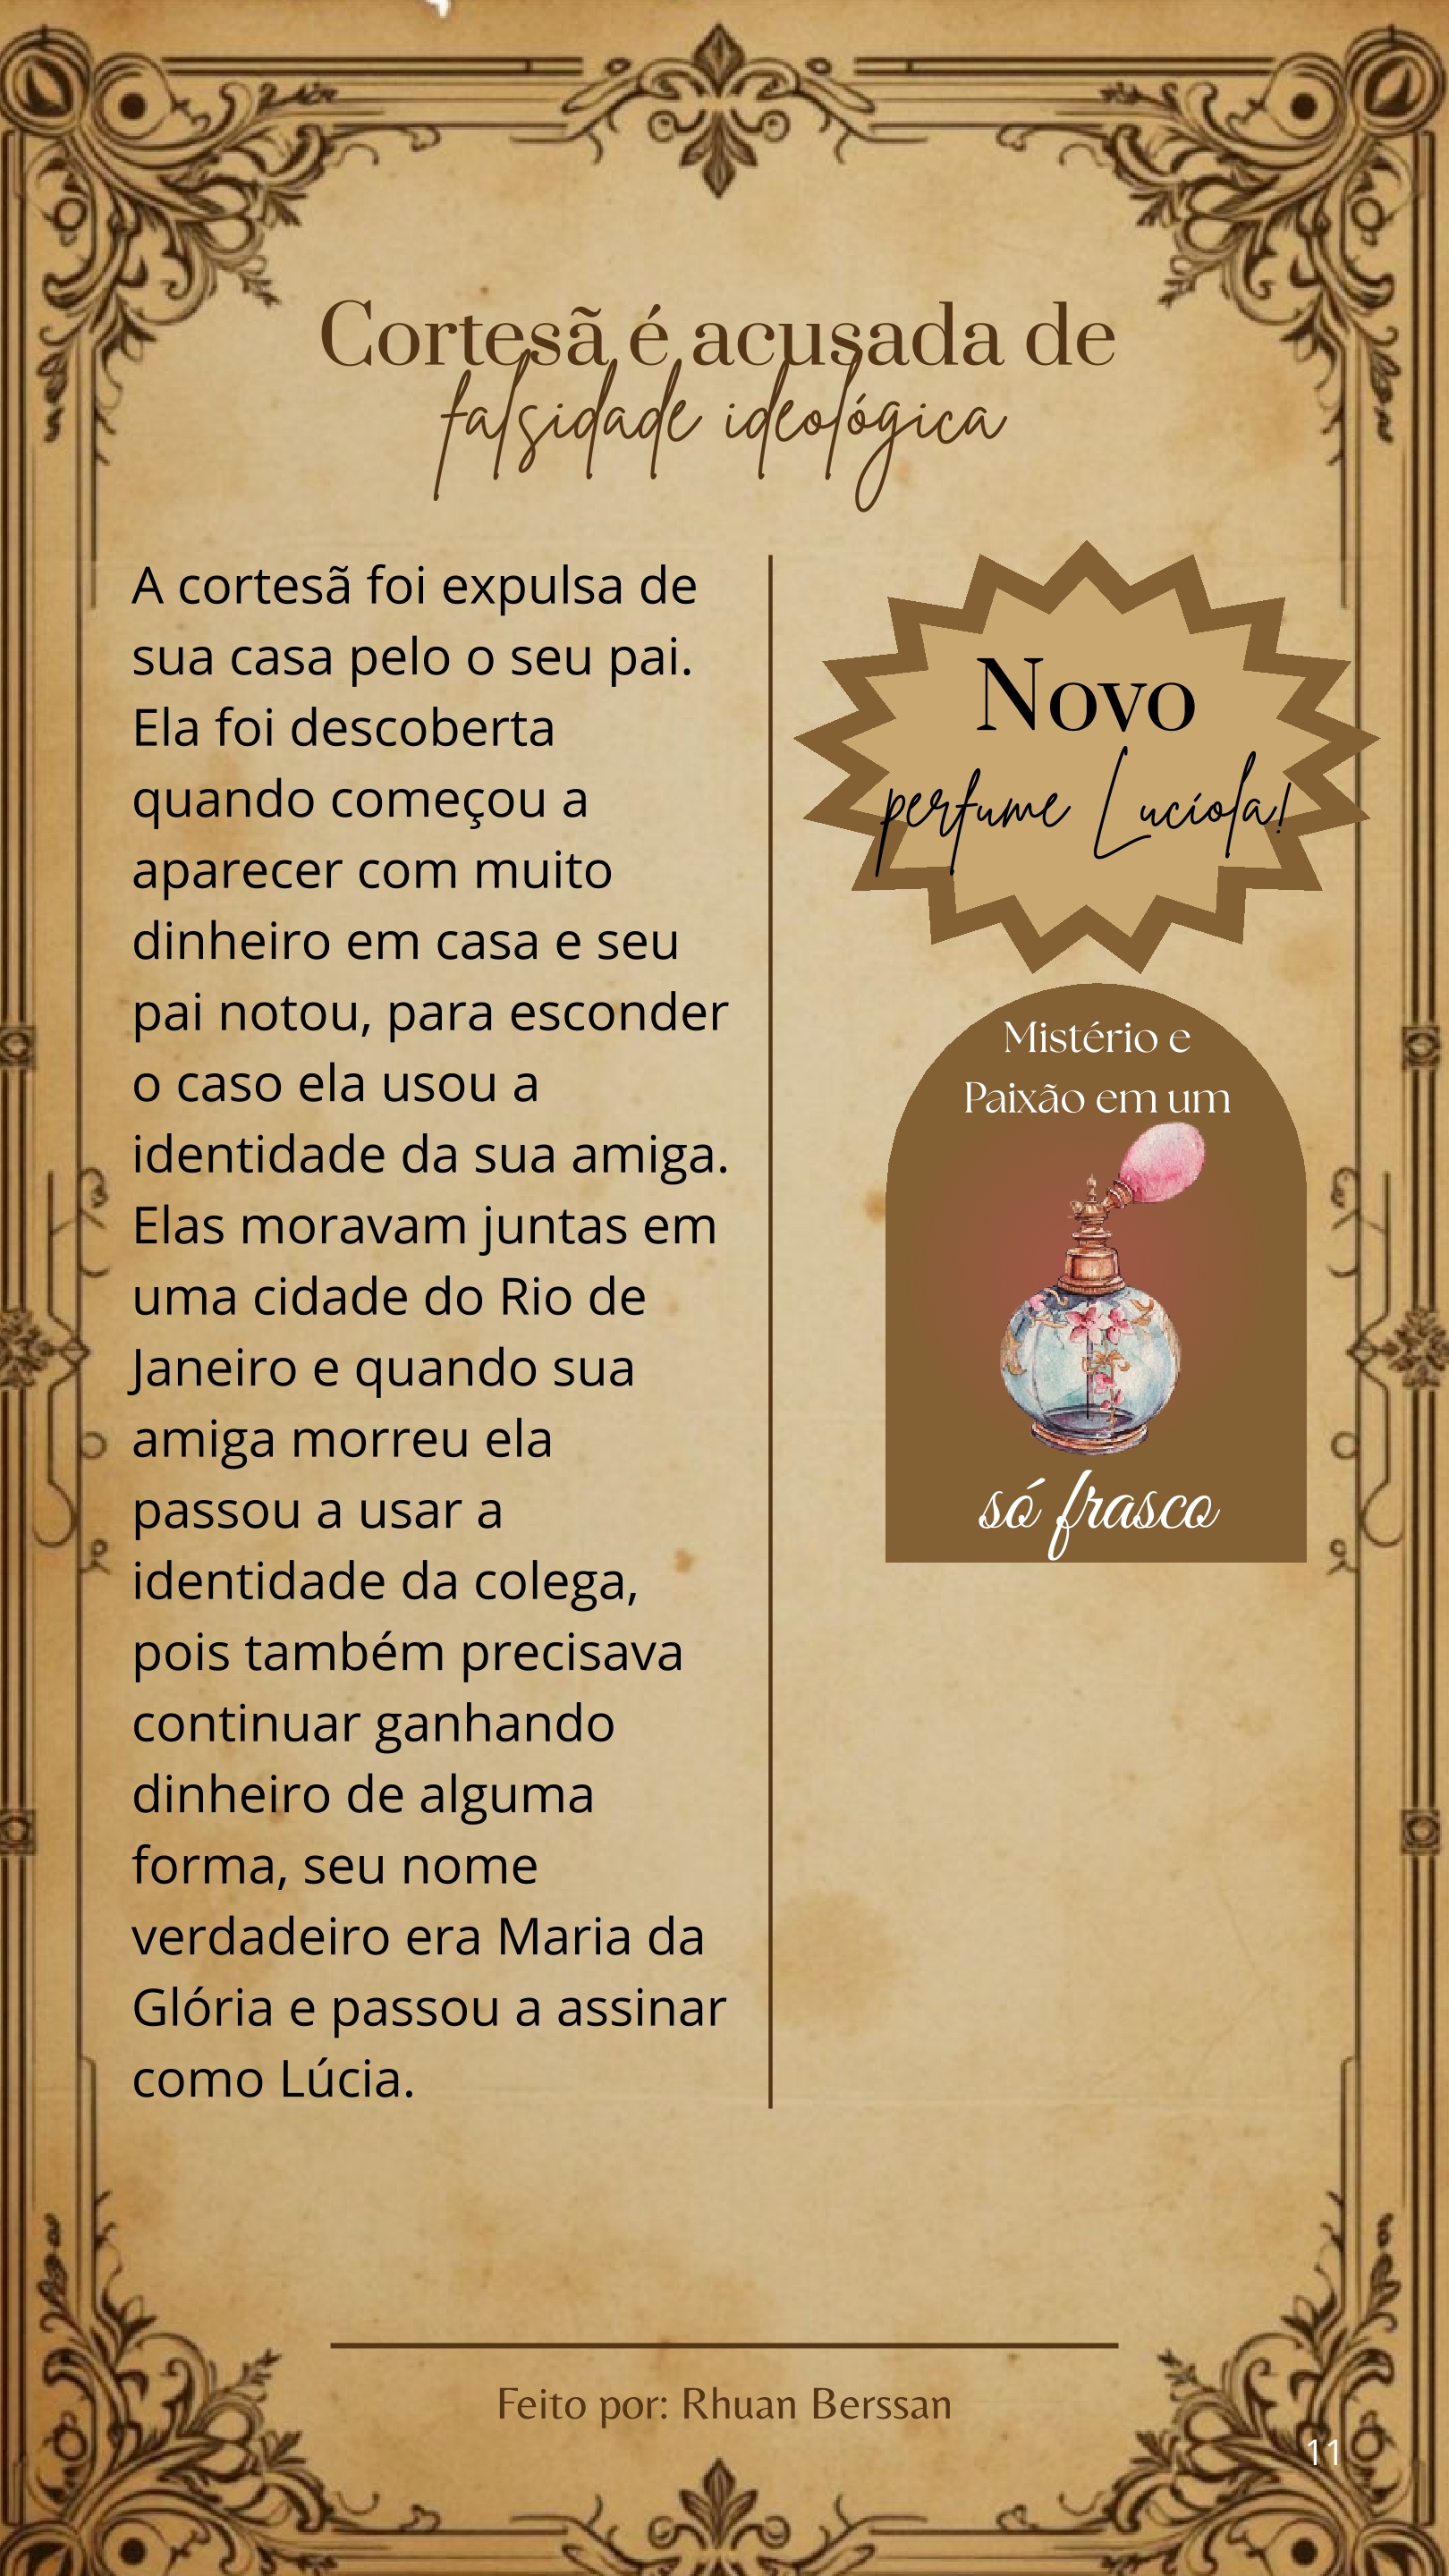 Cortesã é acusada de
falsidade ideológica
A cortesã foi expulsa de
sua casa pelo o seu pai.
Ela foi descoberta
quando começou a
aparecer com muito
dinheiro em casa e seu
pai notou, para esconder
o caso ela usou a
identidade da sua amiga.
Elas moravam juntas em
uma cidade do Rio de
Janeiro e quando sua
amiga morreu ela
passou a usar a
identidade da colega,
pois também precisava
continuar ganhando
dinheiro de alguma
forma, seu nome
verdadeiro era Maria da
Glória e passou a assinar
como Lúcia.
Novo
perfume Lucíola!
Mistério e
Paixão em um
só frasco
Feito por: Rhuan Berssan
11